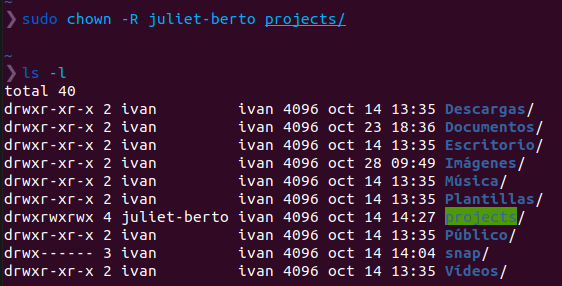 ~
❯ sudo chown -R juliet-berto projects/
~
❯ ls -l
total 40
drwxr-xr-x 2 ivan         ivan 4096 oct 14 13:35 Descargas/
drwxr-xr-x 2 ivan         ivan 4096 oct 23 18:36 Documentos/
drwxr-xr-x 2 ivan         ivan 4096 oct 14 13:35 Escritorio/
drwxr-xr-x 2 ivan         ivan 4096 oct 28 09:49 Imágenes/
drwxr-xr-x 2 ivan         ivan 4096 oct 14 13:35 Música/
drwxr-xr-x 2 ivan         ivan 4096 oct 14 13:35 Plantillas/
drwxrwxrwx 4 juliet-berto ivan 4096 oct 14 14:27 projects/
drwxr-xr-x 2 ivan         ivan 4096 oct 14 13:35 Público/
drwx------ 3 ivan         ivan 4096 oct 14 14:04 snap/
drwxr-xr-x 2 ivan         ivan 4096 oct 14 13:35 Vídeos/